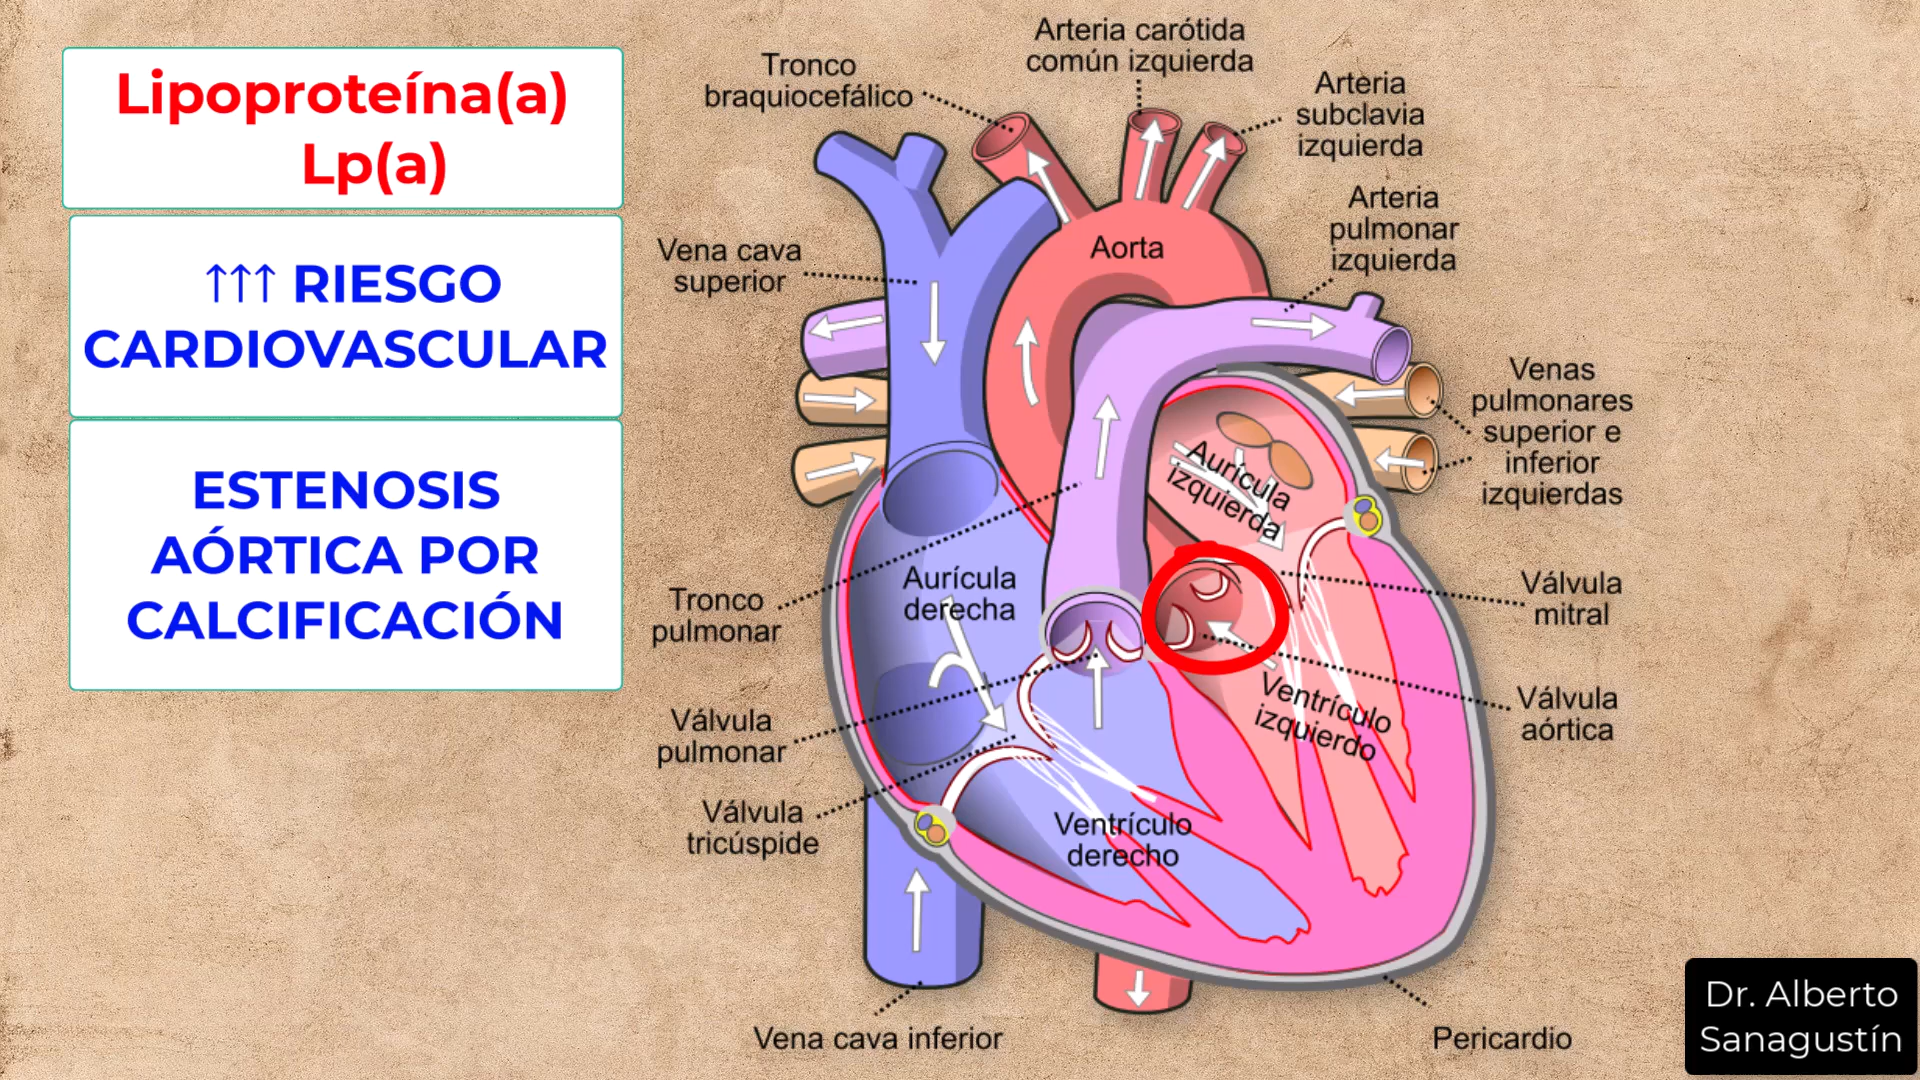 Lipoproteína(a)
Lp(a)
↑↑↑ RIESGO
CARDIOVASCULAR
ESTENOSIS
AÓRTICA POR
CALCIFICACIÓN
Tronco
braquiocefálico
Arteria carótida
común izquierda
Arteria
subclavia
izquierda
Arteria
pulmonar
izquierda
Vena cava
superior
Aorta
Venas
pulmonares
superior e
inferior
izquierdas
Aurícula
izquierda
Aurícula
derecha
Tronco
pulmonar
Válvula
mitral
Válvula
pulmonar
Ventrículo
izquierdo
Válvula
aórtica
Válvula
tricúspide
Ventrículo
derecho
Vena cava inferior
Pericardio
Dr. Alberto
Sanagustín